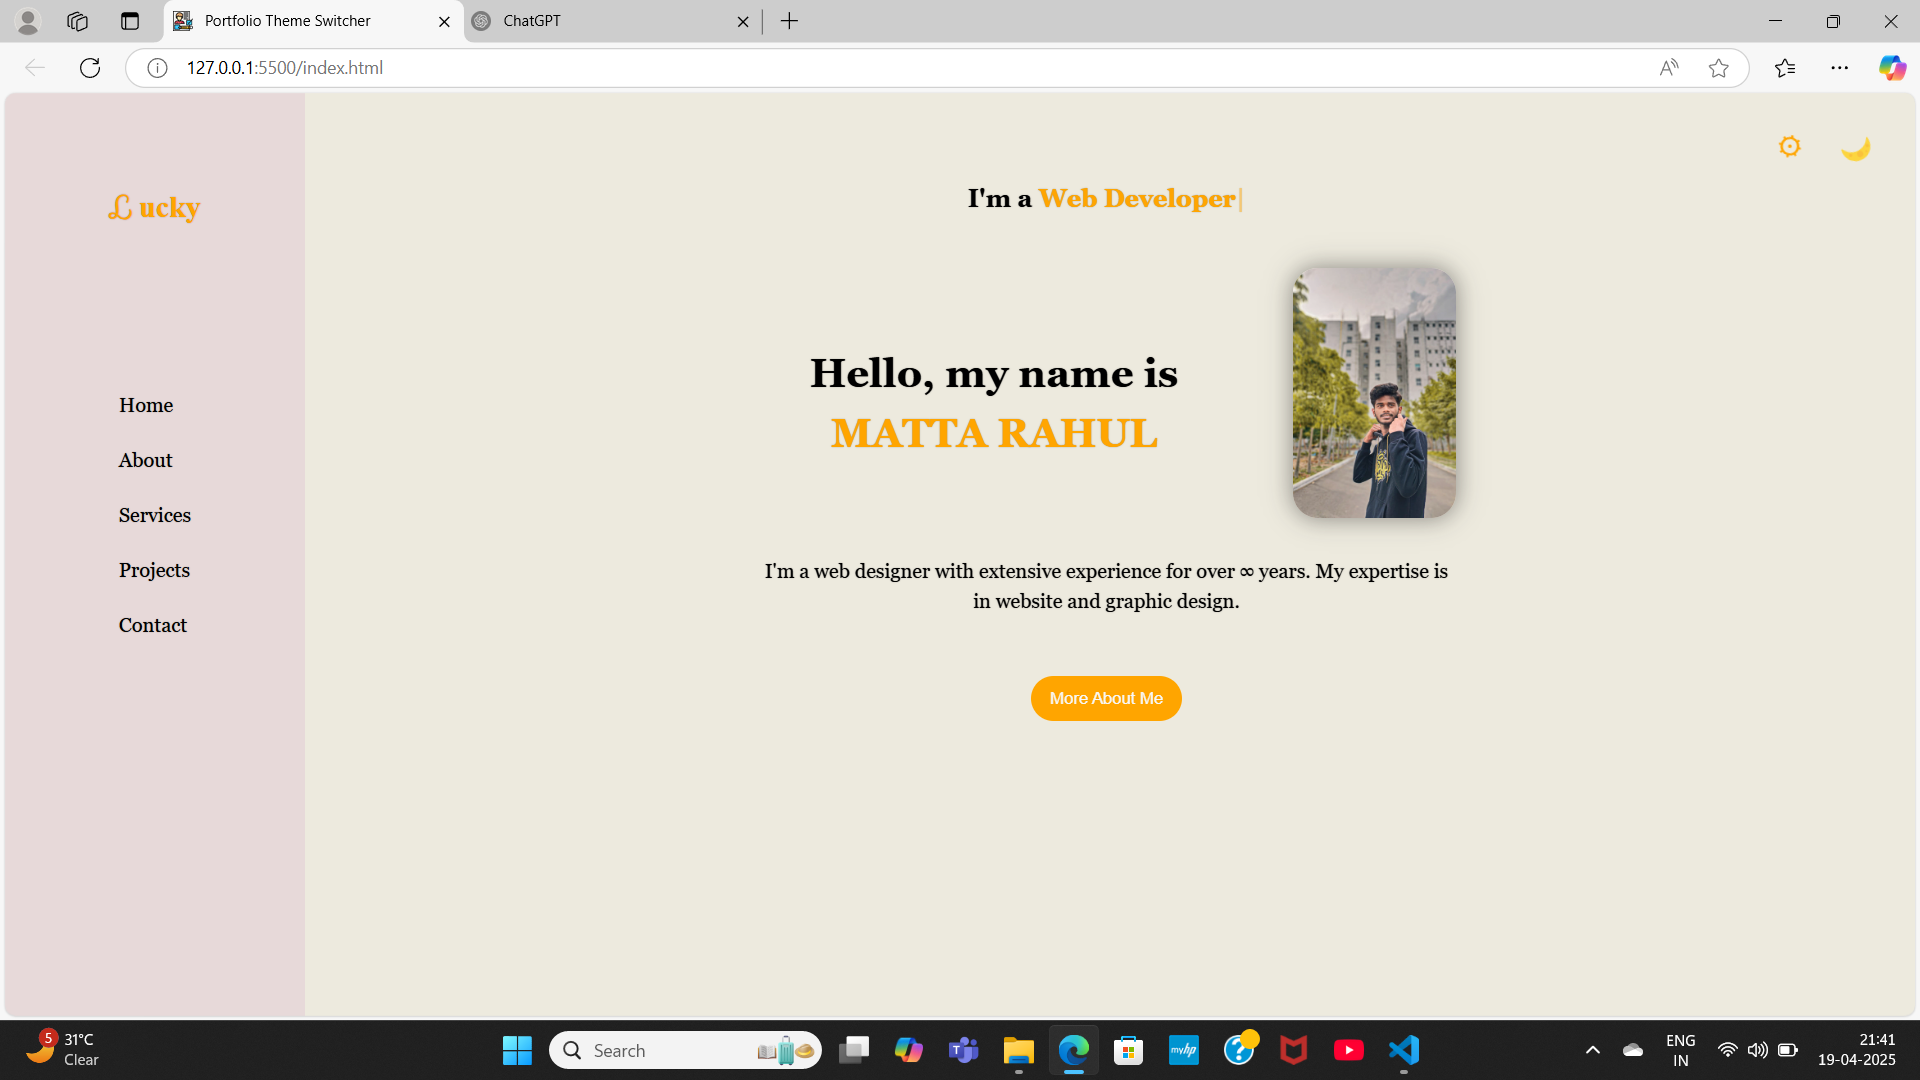 Portfolio Theme Switcher
ChatGPT
127.0.0.1:5500/index.html
ℒ ucky
Home
About
Services
Projects
Contact
I'm a Web Developer|
Hello, my name is
MATTA RAHUL
I'm a web designer with extensive experience for over ∞ years. My expertise is
in website and graphic design.
More About Me
5
31°C
Clear
Search
myhp
ENG
IN
21:41
19-04-2025